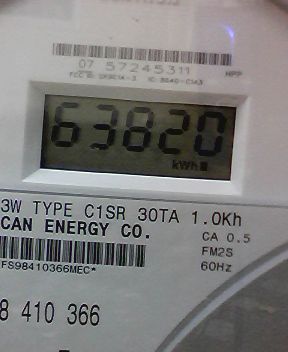 07 57245311 HPP
63820
kWh
3W TYPE C1SR 30TA 1.0Kh
CAN ENERGY CO.
CA 0.5
FM2S
60Hz
FS98410366MEC*
8 410 366